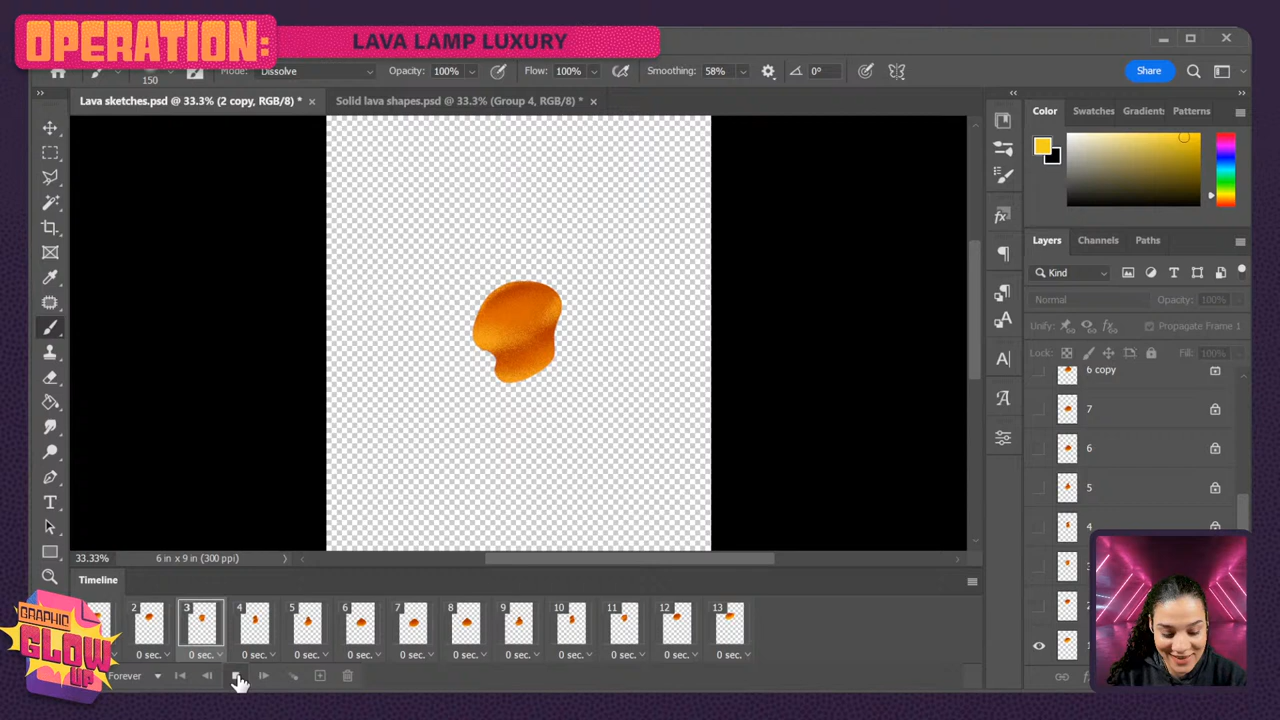 OPERATION:
LAVA LAMP LUXURY
150
Mode: Dissolve
Opacity: 100%
Flow: 100%
Smoothing: 58%
0°
Share
Lava sketches.psd @ 33.3% (2 copy, RGB/8) *
Solid lava shapes.psd @ 33.3% (Group 4, RGB/8) *
Color
Swatches
Gradient:
Patterns
Layers
Channels
Paths
Kind
Normal
Opacity: 100%
Unify:
Propagate Frame 1
Lock:
Fill: 100%
6 copy
7
6
5
4
3
2
1
33.33%
6 in x 9 in (300 ppi)
Timeline
2 3 4 5 6 7 8 9 10 11 12 13
0 sec. 0 sec. 0 sec. 0 sec. 0 sec. 0 sec. 0 sec. 0 sec. 0 sec. 0 sec. 0 sec. 0 sec.
Forever
GRAPHIC
GLOW
UP